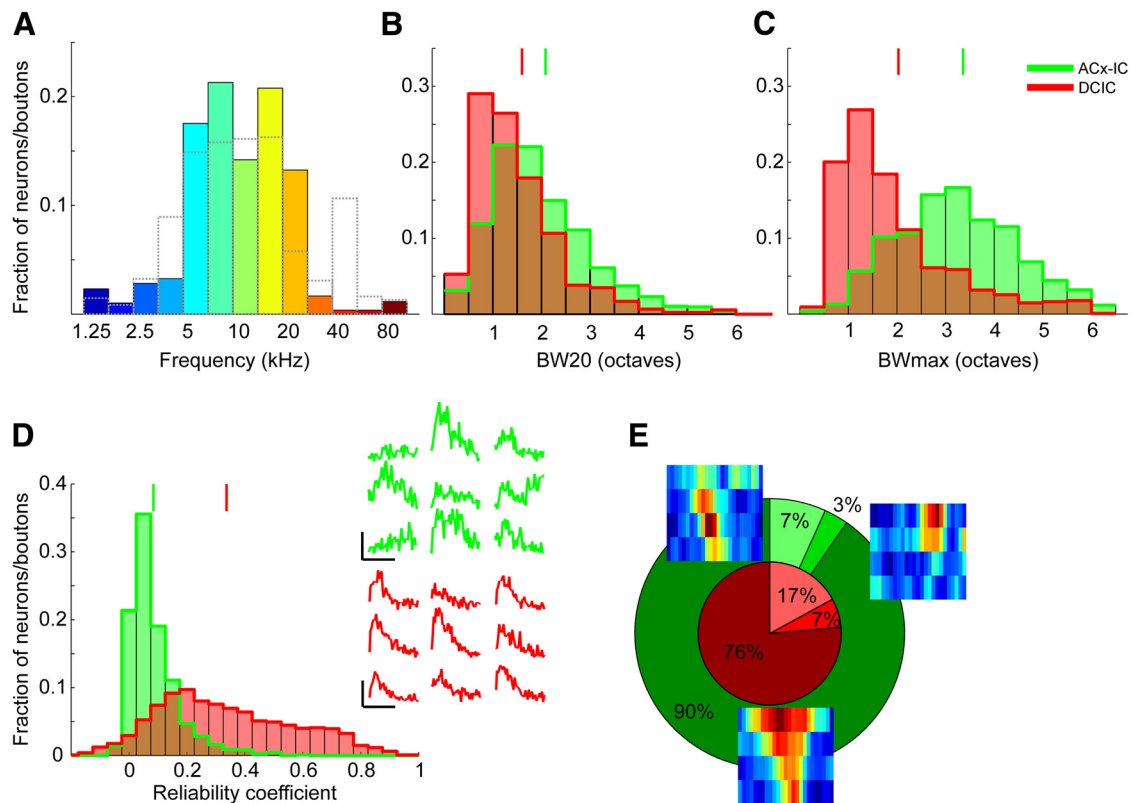 A
Fraction of neurons/boutons
0.2
0.1
1.25 2.5 5 10 20 40 80
Frequency (kHz)
B
0.3
0.2
0.1
1 2 3 4 5 6
BW20 (octaves)
C
ACx-IC
DCIC
0.3
0.2
0.1
1 2 3 4 5 6
BWmax (octaves)
D
Fraction of neurons/boutons
0.4
0.3
0.2
0.1
0
0 0.2 0.4 0.6 0.8 1
Reliability coefficient
E
7%
3%
17%
7%
76%
90%